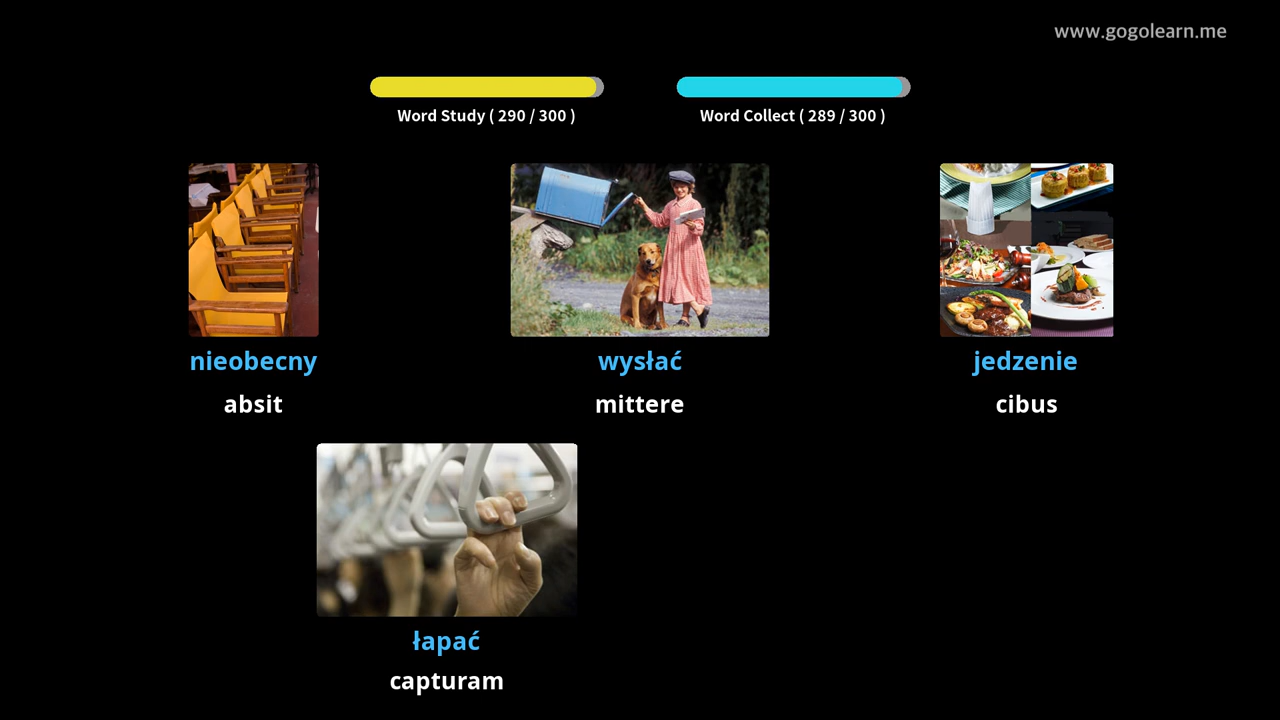 www.gogolearn.me
Word Study ( 290 / 300 )
Word Collect ( 289 / 300 )
nieobecny
wysłać
jedzenie
absit
mittere
cibus
łapać
capturam